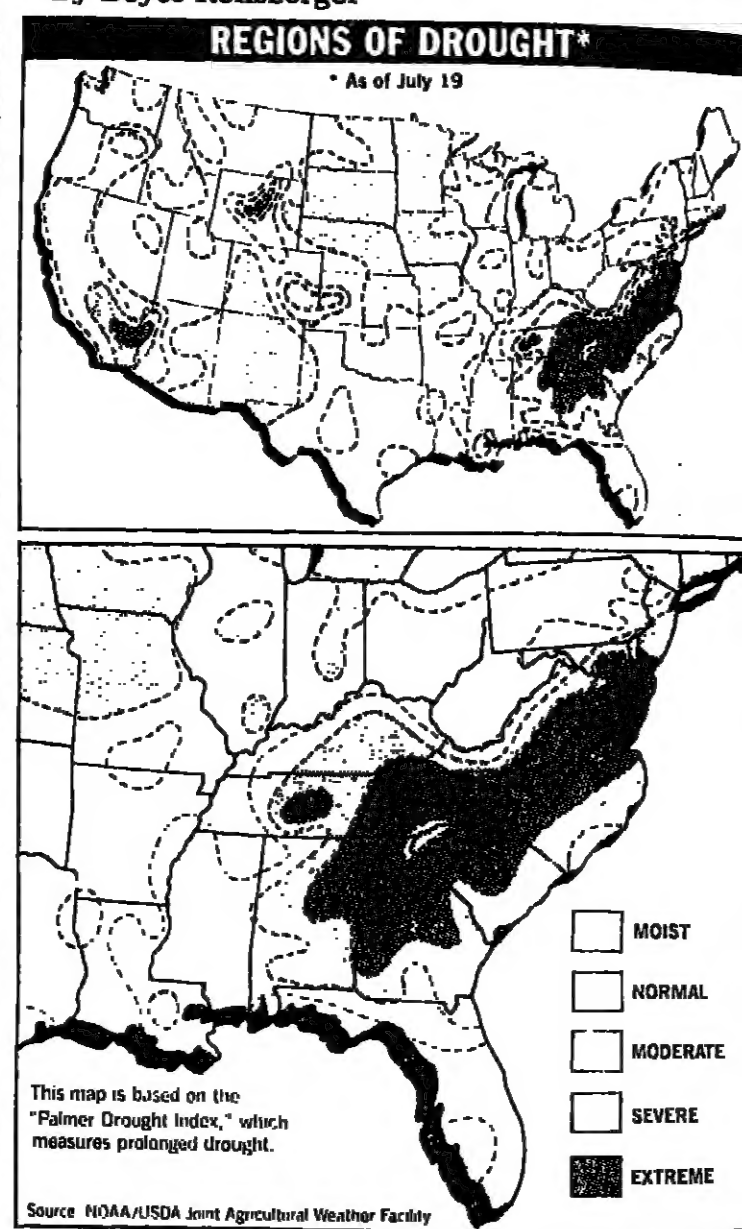 REGIONS OF DROUGHT*
* As of July 19
MOIST
NORMAL
MODERATE
SEVERE
EXTREME
This map is based on the
"Palmer Drought Index," which
measures prolonged drought.
Source NOAA/USDA Joint Agricultural Weather Facility